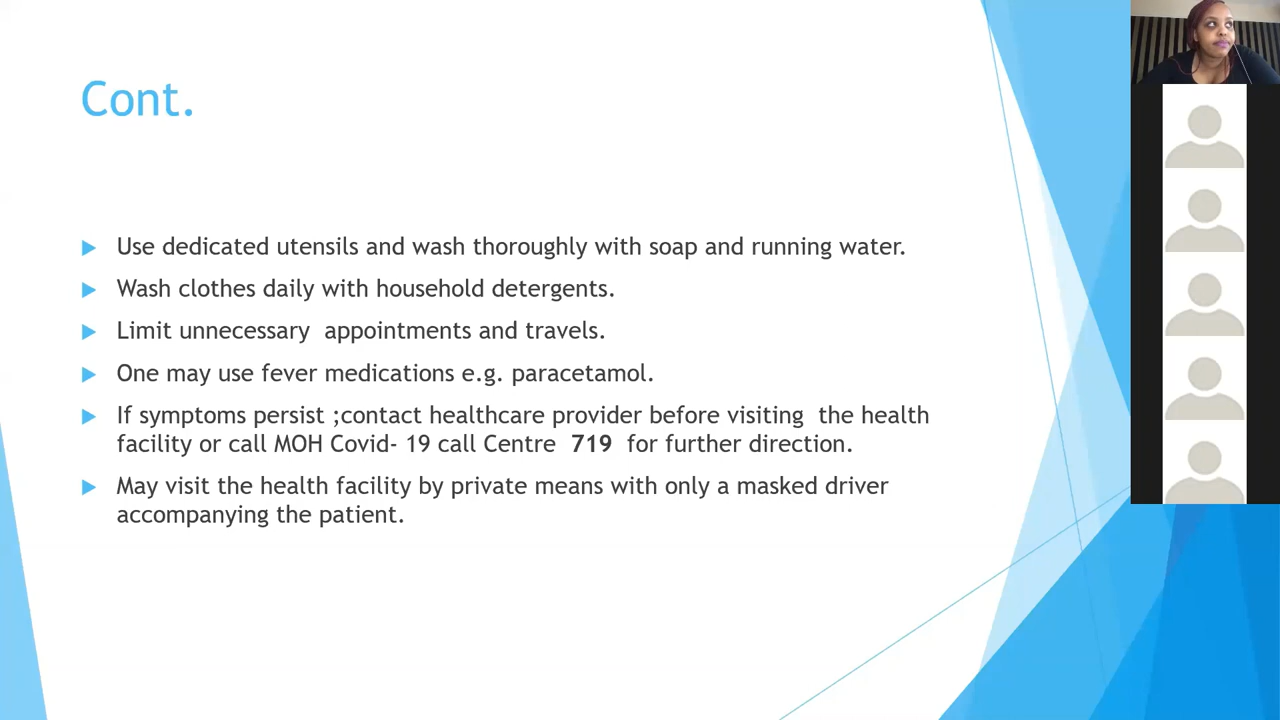 Cont.
Use dedicated utensils and wash thoroughly with soap and running water.
Wash clothes daily with household detergents.
Limit unnecessary  appointments and travels.
One may use fever medications e.g. paracetamol.
If symptoms persist ;contact healthcare provider before visiting  the health
facility or call MOH Covid- 19 call Centre  719  for further direction.
May visit the health facility by private means with only a masked driver
accompanying the patient.